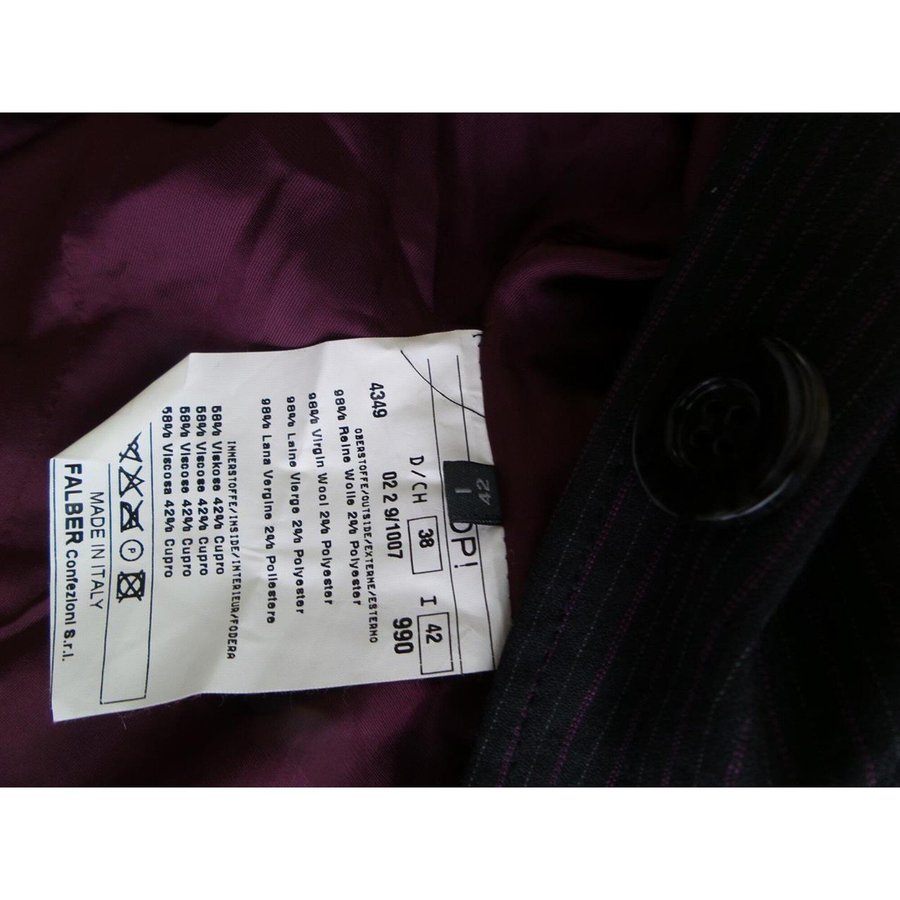 OP!
I
42
D/CH 38 I 42
4349 02 2 9/1007 990
OBERSTOFFE/OUTSIDE/EXTERNE/ESTERNO
98% Reine Wolle 2% Polyester
98% Virgin Wool 2% Polyester
98% Laine Vierge 2% Polyester
98% Lana Vergine 2% Poliestere
INNERSTOFFE/INSIDE/INTERIEUR/FODERA
58% Viskose 42% Cupro
58% Viscose 42% Cupro
58% Viscose 42% Cupro
58% Viscosa 42% Cupro
P
MADE IN ITALY
FALBER Confezioni S.r.l.